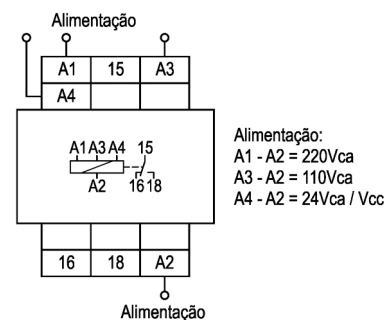 Alimentação
A1 15 A3
A4
A1 A3 A4 15
A2 16 18
Alimentação:
A1 - A2 = 220Vca
A3 - A2 = 110Vca
A4 - A2 = 24Vca / Vcc
16 18 A2
Alimentação